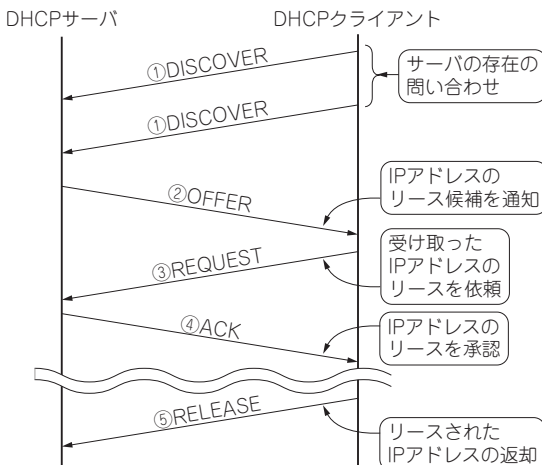 DHCPサーバ
DHCPクライアント
①DISCOVER
サーバの存在の
問い合わせ
①DISCOVER
②OFFER
IPアドレスの
リース候補を通知
③REQUEST
受け取った
IPアドレスの
リースを依頼
④ACK
IPアドレスの
リースを承認
⑤RELEASE
リースされた
IPアドレスの返却